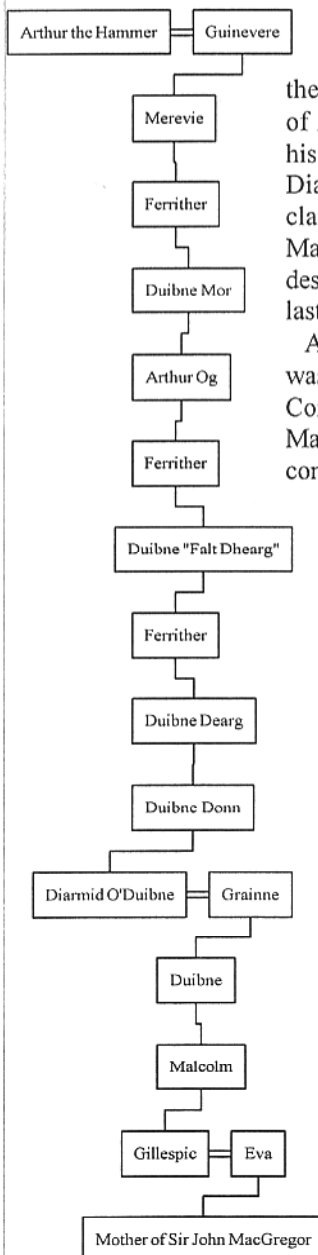 Arthur the Hammer
Guinevere
Merevie
Ferrither
Duibne Mor
Arthur Og
Ferrither
Duibne "Falt Dhearg"
Ferrither
Duibne Dearg
Duibne Donn
Diarmid O'Duibne
Grainne
Duibne
Malcolm
Gillespic
Eva
Mother of Sir John MacGregor
the
of
his
Dia
cla
Ma
des
last
A
was
Co
Ma
con